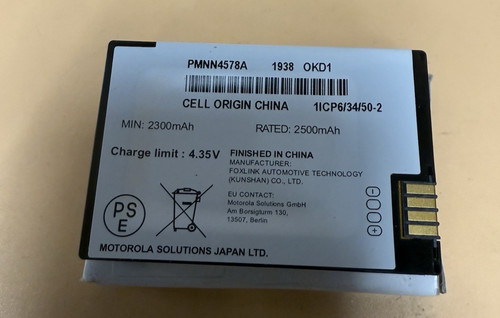 PMNN4578A 1938 OKD1
CELL ORIGIN CHINA 1ICP6/34/50-2
MIN: 2300mAh RATED: 2500mAh
Charge limit : 4.35V
FINISHED IN CHINA
MANUFACTURER:
FOXLINK AUTOMOTIVE TECHNOLOGY
(KUNSHAN) CO., LTD.
EU CONTACT:
Motorola Solutions GmbH
Am Borsigturm 130,
13507, Berlin
PS
E
MOTOROLA SOLUTIONS JAPAN LTD.